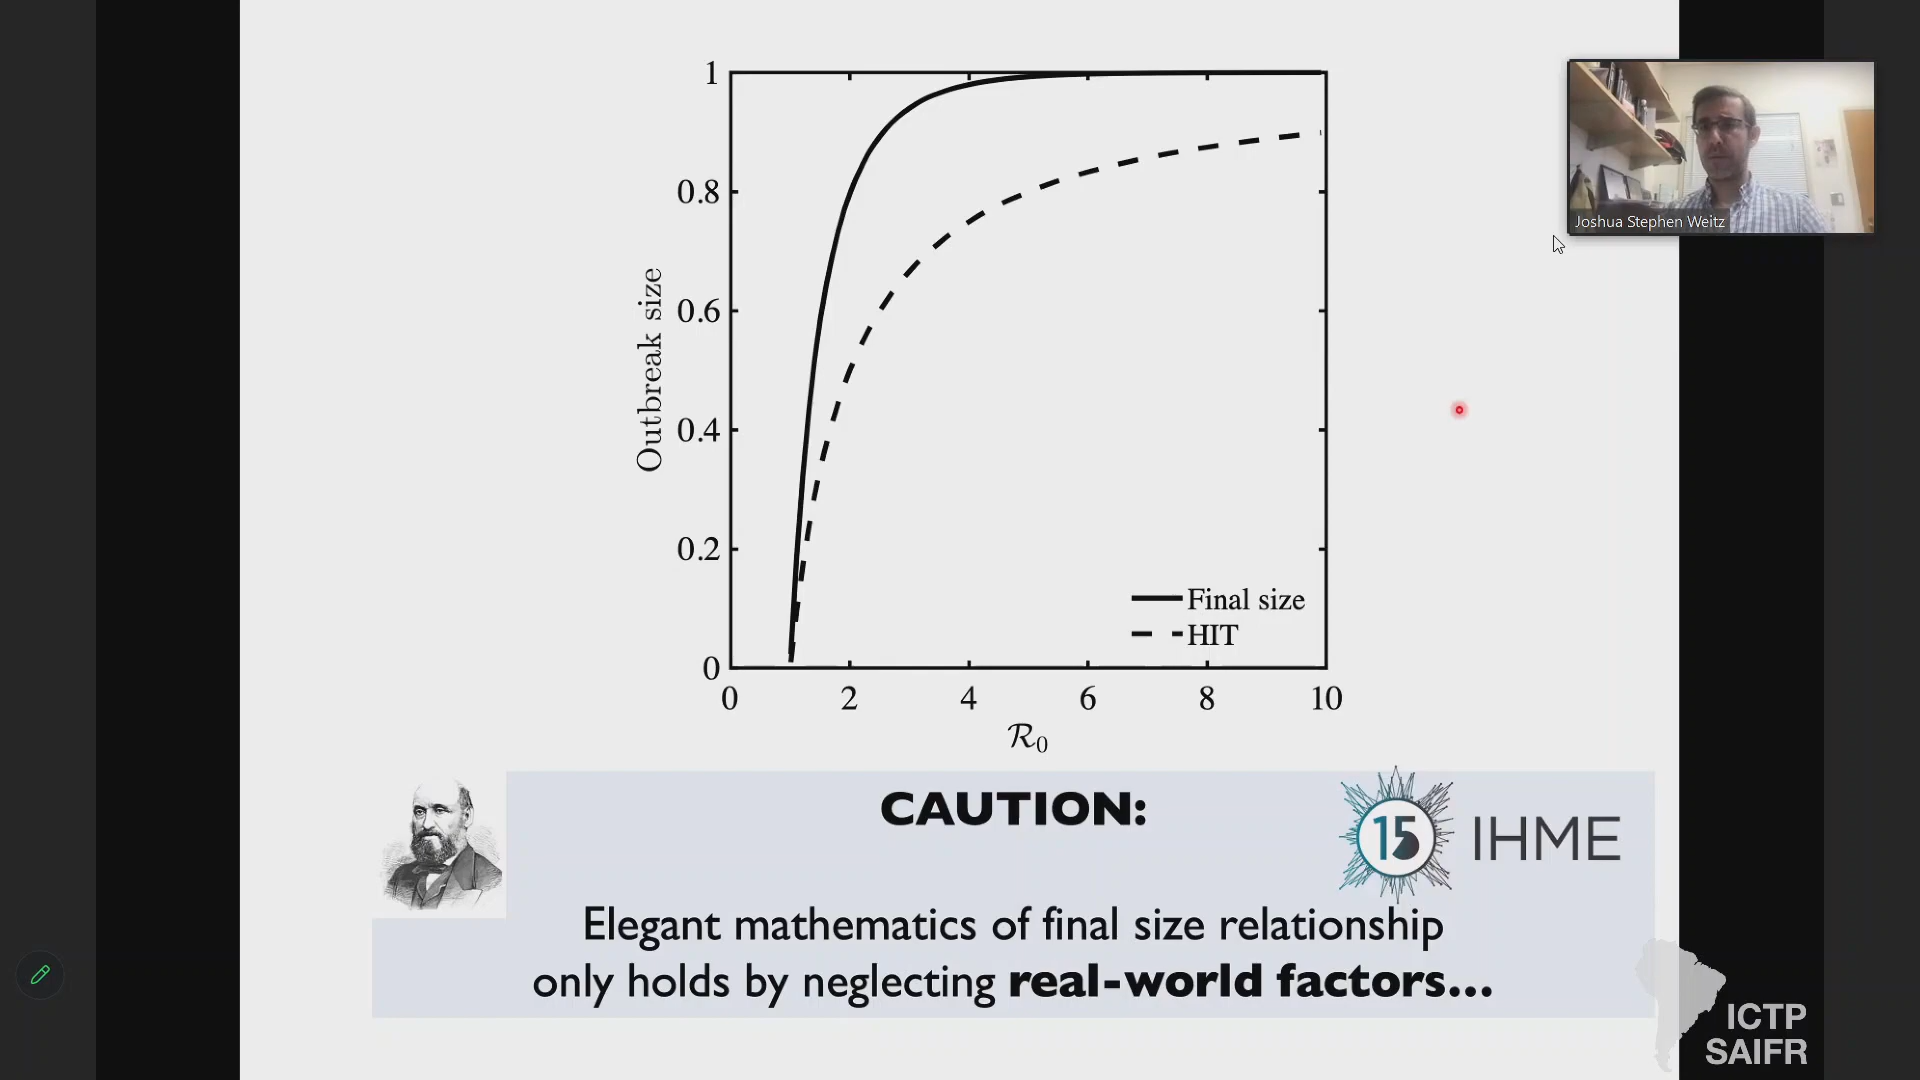 1
0.8
0.6
0.4
0.2
0
Outbreak size
Final size
HIT
0 2 4 6 8 10
ℛ₀
Joshua Stephen Weitz
CAUTION:
15 IHME
Elegant mathematics of final size relationship
only holds by neglecting real-world factors...
ICTP
SAIFR